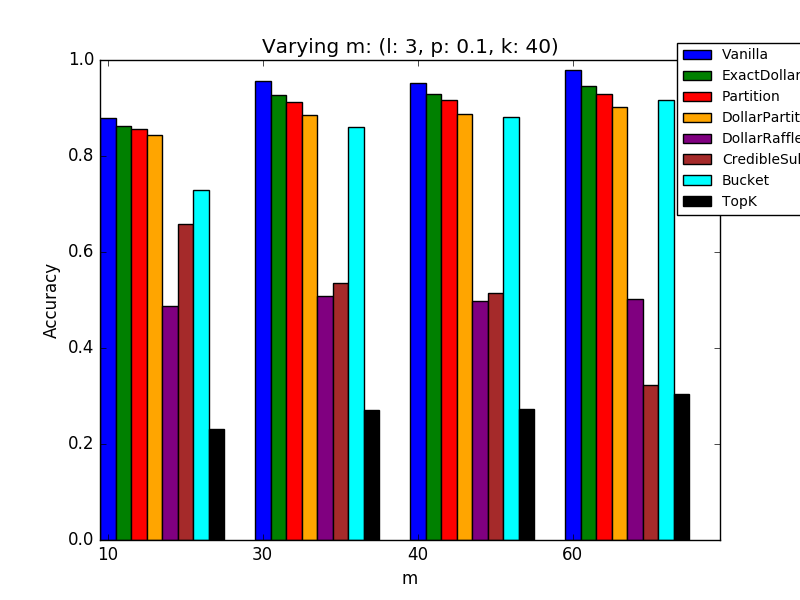 Varying m: (l: 3, p: 0.1, k: 40)
1.0
0.8
0.6
0.4
0.2
0.0
Accuracy
10 30 40 60
m
Vanilla
ExactDollar
Partition
DollarPartit
DollarRaffle
CredibleSu
Bucket
TopK